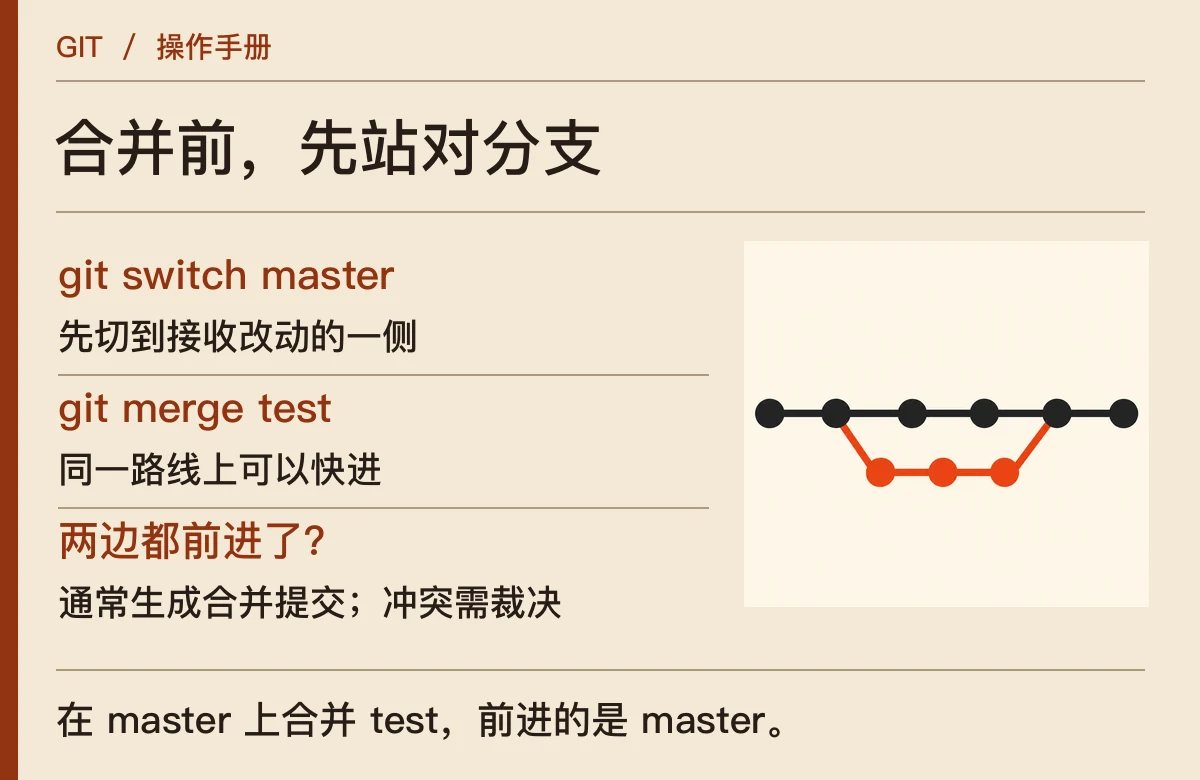 GIT / 操作手册
合并前，先站对分支
git switch master
先切到接收改动的一侧
git merge test
同一路线上可以快进
两边都前进了？
通常生成合并提交；冲突需裁决
在 master 上合并 test，前进的是 master。